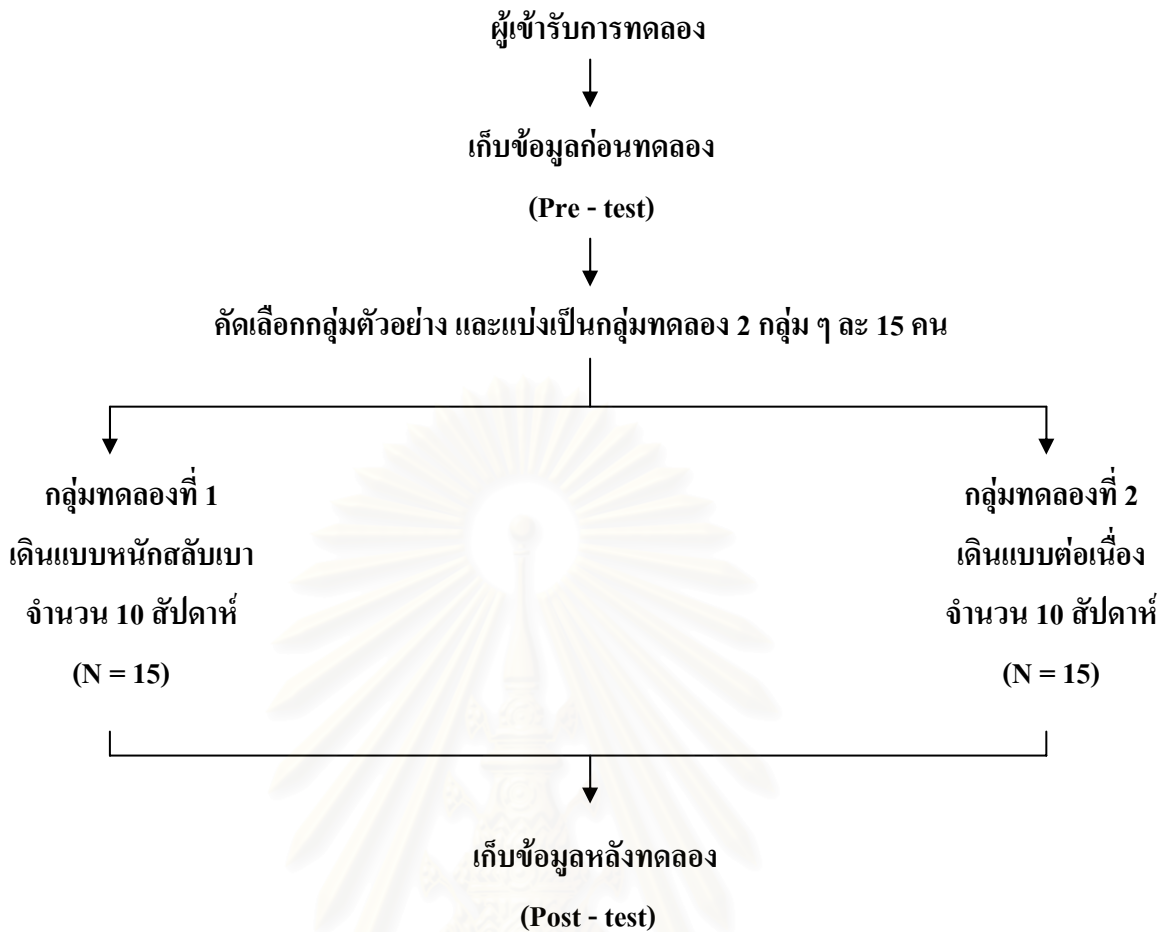 ผู้เข้ารับการทดลอง
เก็บข้อมูลก่อนทดลอง
(Pre - test)
คัดเลือกกลุ่มตัวอย่าง และแบ่งเป็นกลุ่มทดลอง 2 กลุ่ม ๆ ละ 15 คน
กลุ่มทดลองที่ 1
เดินแบบหนักสลับเบา
จำนวน 10 สัปดาห์
(N = 15)
กลุ่มทดลองที่ 2
เดินแบบต่อเนื่อง
จำนวน 10 สัปดาห์
(N = 15)
เก็บข้อมูลหลังทดลอง
(Post - test)